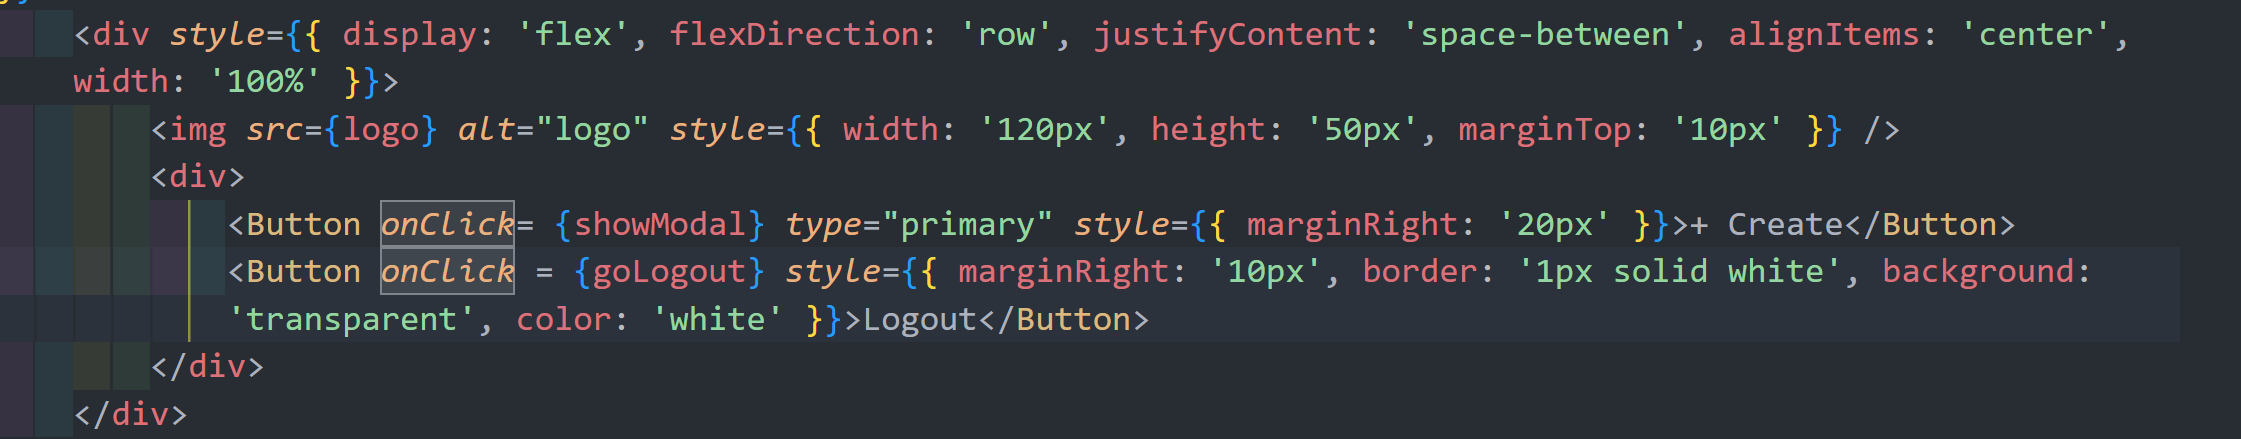 <div style={{ display: 'flex', flexDirection: 'row', justifyContent: 'space-between', alignItems: 'center',
width: '100%' }}>
<img src={logo} alt="logo" style={{ width: '120px', height: '50px', marginTop: '10px' }} />
<div>
<Button onClick= {showModal} type="primary" style={{ marginRight: '20px' }}>+ Create</Button>
<Button onClick = {goLogout} style={{ marginRight: '10px', border: '1px solid white', background:
'transparent', color: 'white' }}>Logout</Button>
</div>
</div>